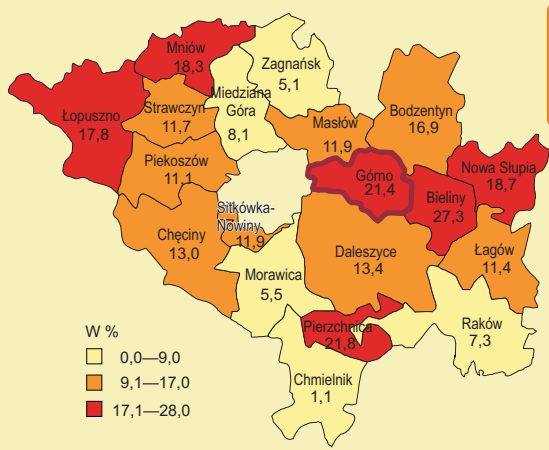 Mniów
18,3
Zagnańsk
5,1
Łopuszno
17,8
Strawczyn
11,7
Miedziana
Góra
8,1
Masłów
11,9
Bodzentyn
16,9
Piekoszów
11,1
Górno
21,4
Nowa Słupia
18,7
Bieliny
27,3
Sitkówka-
Nowiny
11,9
Chęciny
13,0
Daleszyce
13,4
Łagów
11,4
Morawica
5,5
Pierzchnica
21,8
Raków
7,3
Chmielnik
1,1
W %
0,0—9,0
9,1—17,0
17,1—28,0